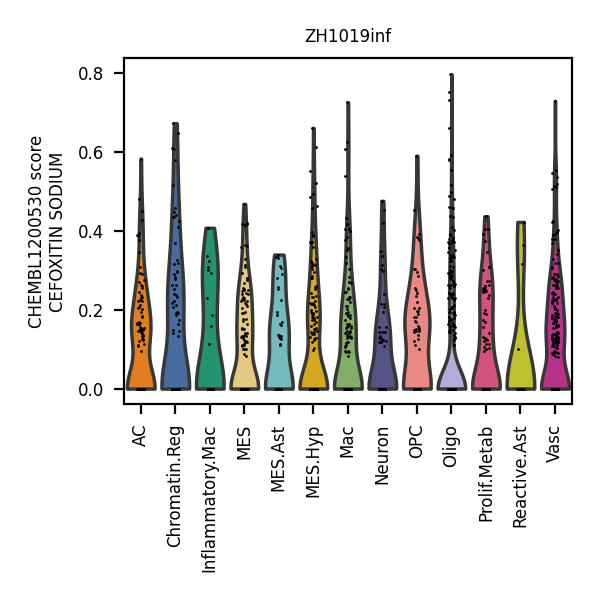 ZH1019inf
CHEMBL1200530 score
CEFOXITIN SODIUM
0.8
0.6
0.4
0.2
0.0
AC
Chromatin.Reg
Inflammatory.Mac
MES
MES.Ast
MES.Hyp
Mac
Neuron
OPC
Oligo
Prolif.Metab
Reactive.Ast
Vasc